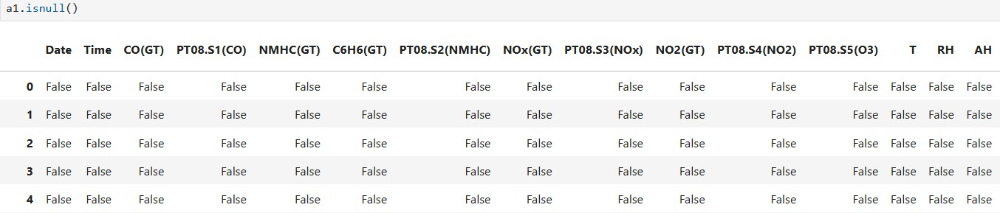 a1.isnull()
Date Time CO(GT) PT08.S1(CO) NMHC(GT) C6H6(GT) PT08.S2(NMHC) NOx(GT) PT08.S3(NOx) NO2(GT) PT08.S4(NO2) PT08.S5(O3) T RH AH
0 False False False False False False False False False False False False False False False
1 False False False False False False False False False False False False False False False
2 False False False False False False False False False False False False False False False
3 False False False False False False False False False False False False False False False
4 False False False False False False False False False False False False False False False